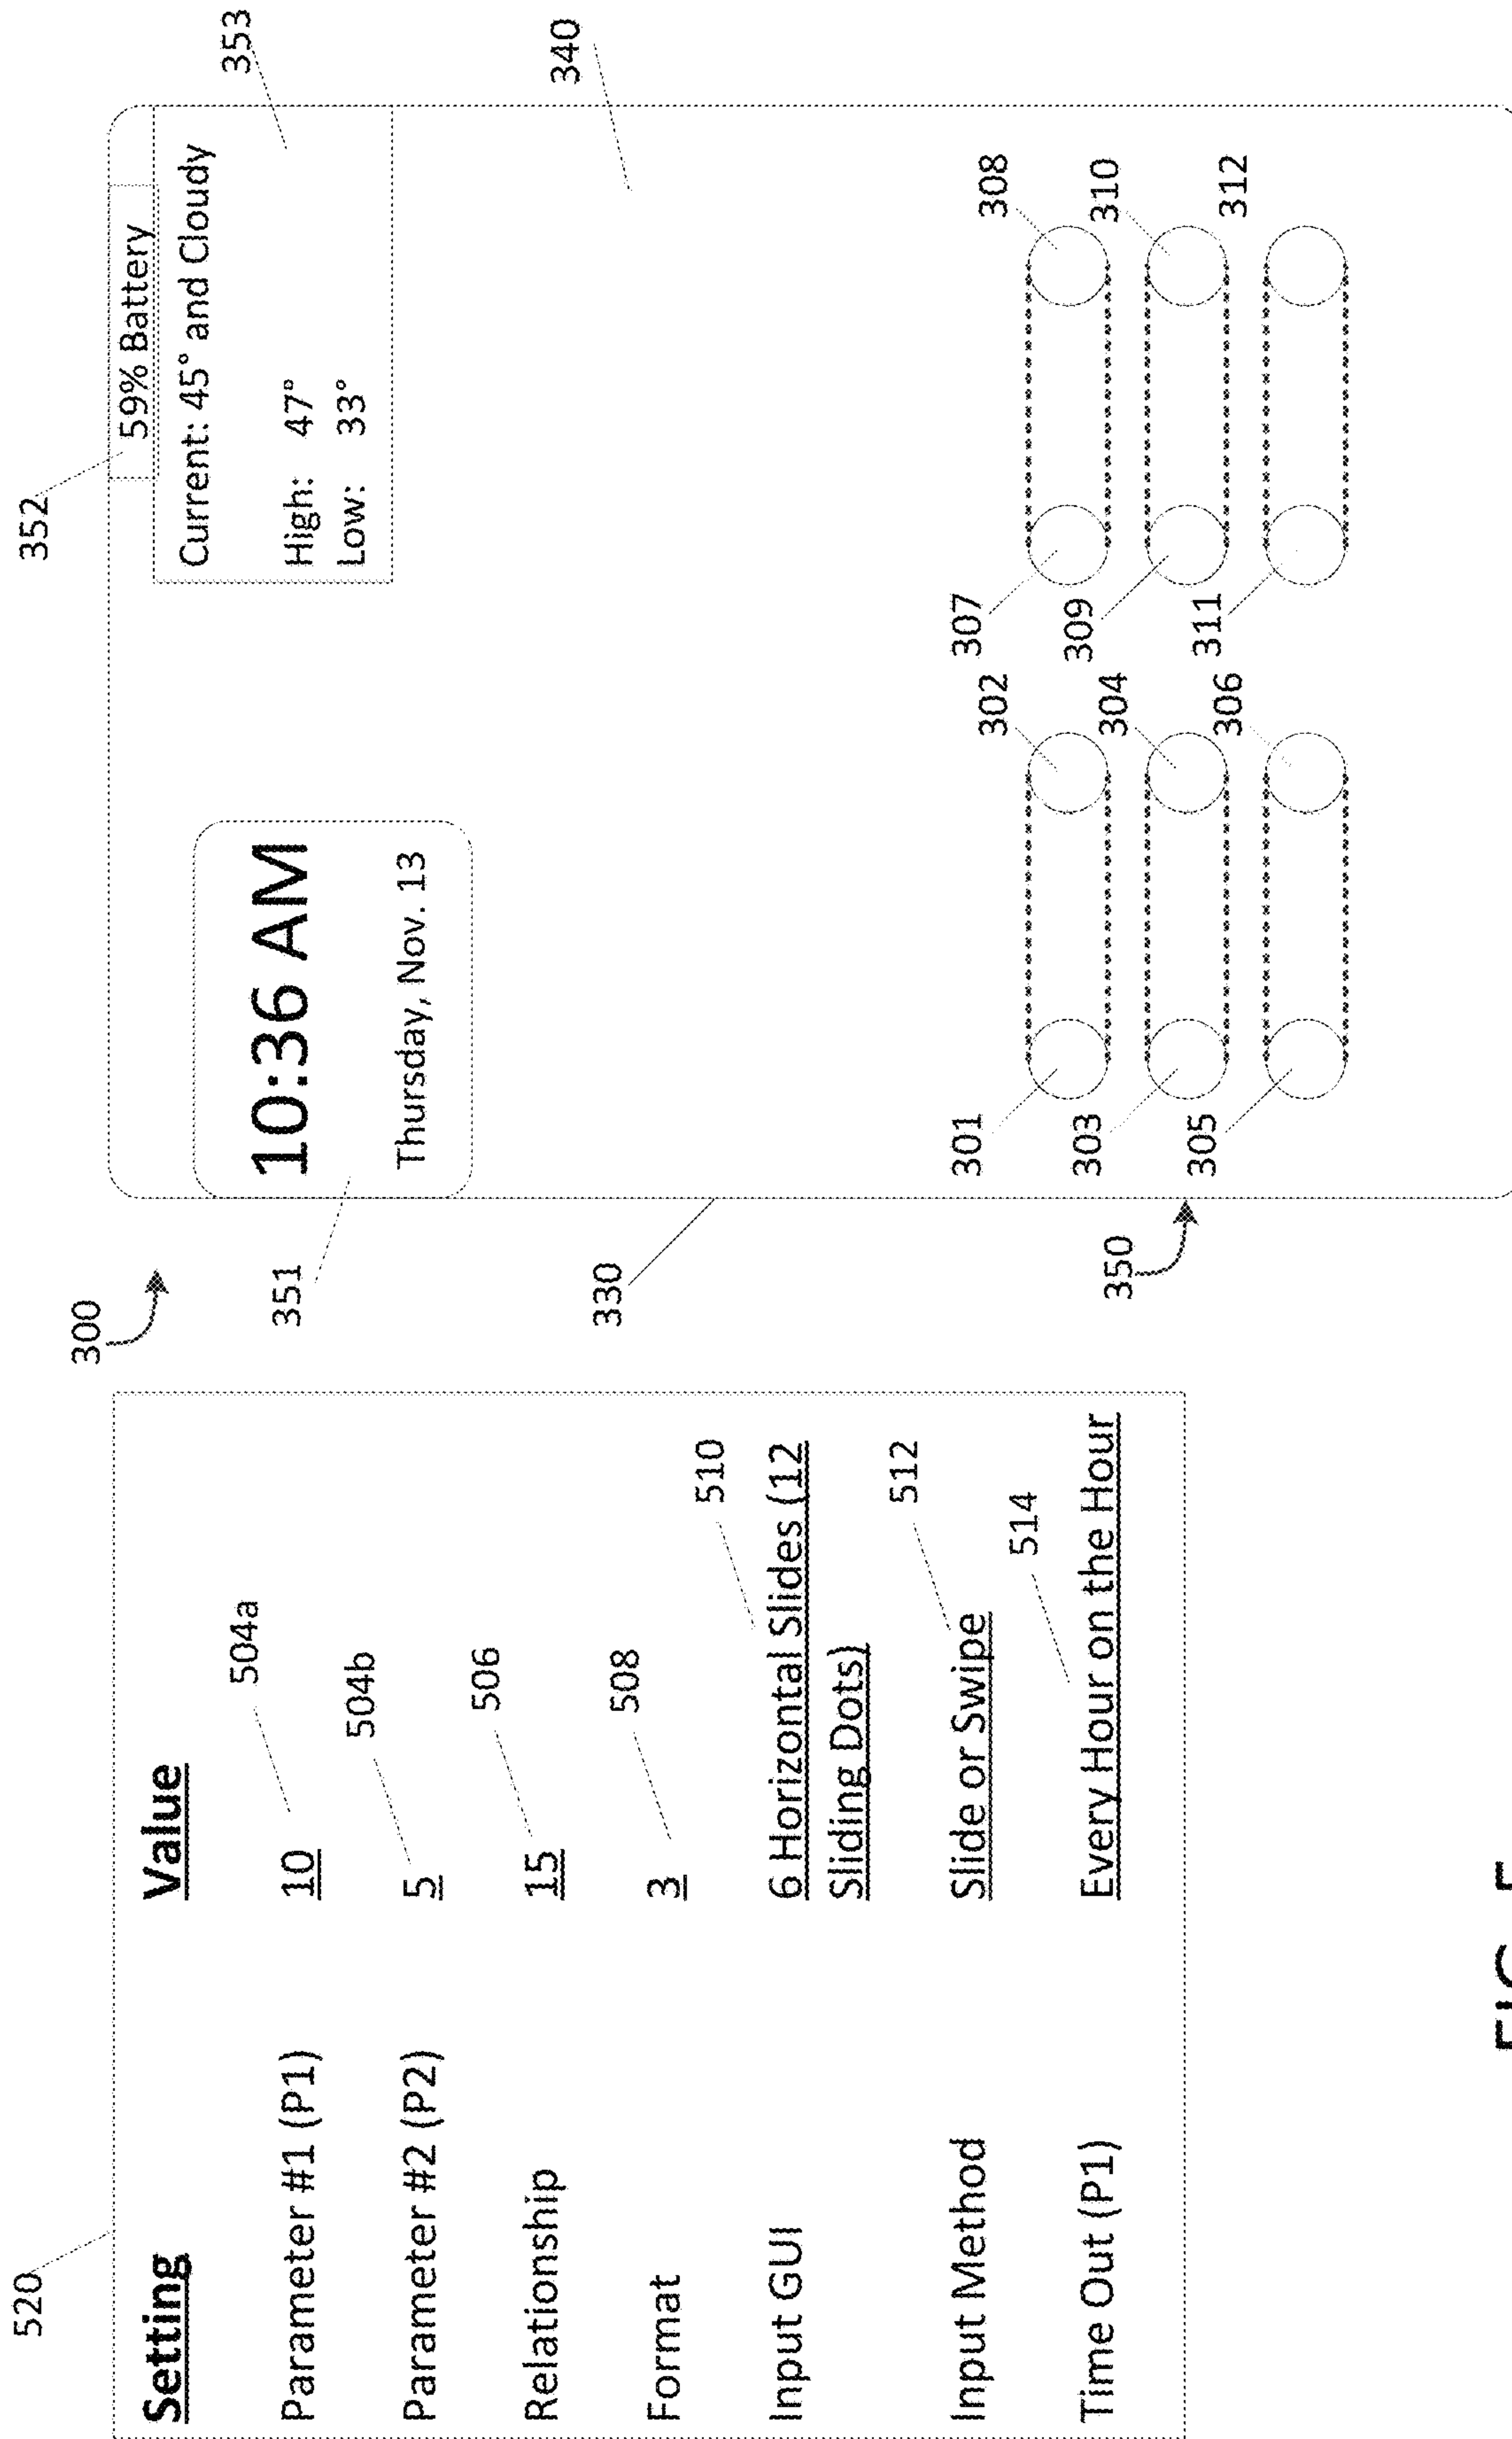 520
Setting Value
Parameter #1 (P1) 10 504a
Parameter #2 (P2) 5 504b
Relationship 15 506
Format 3 508
Input GUI 6 Horizontal Slides (12 510
Sliding Dots)
Input Method Slide or Swipe 512
Time Out (P1) Every Hour on the Hour 514
300
352
353
59% Battery
10:36 AM
Thursday, Nov. 13
Current: 45° and Cloudy
High: 47°
Low: 33°
351
340
330
301 302 307 308
303 304 309 310
305 306 311 312
350